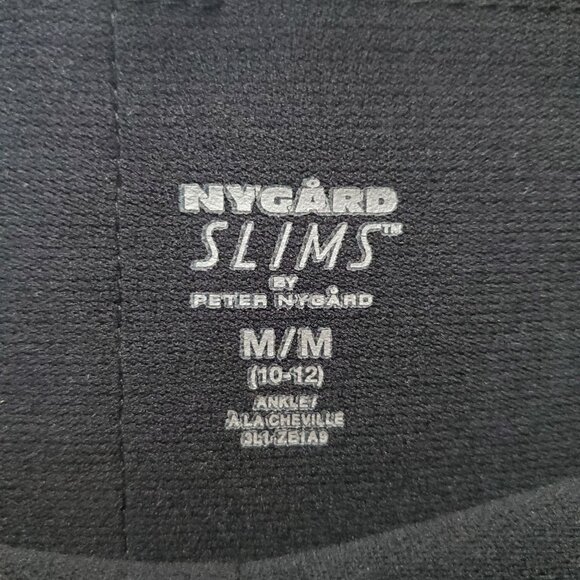 NYGÅRD
SLIMS™
BY
PETER NYGÅRD
M/M
(10-12)
ANKLE/
À LA CHEVILLE